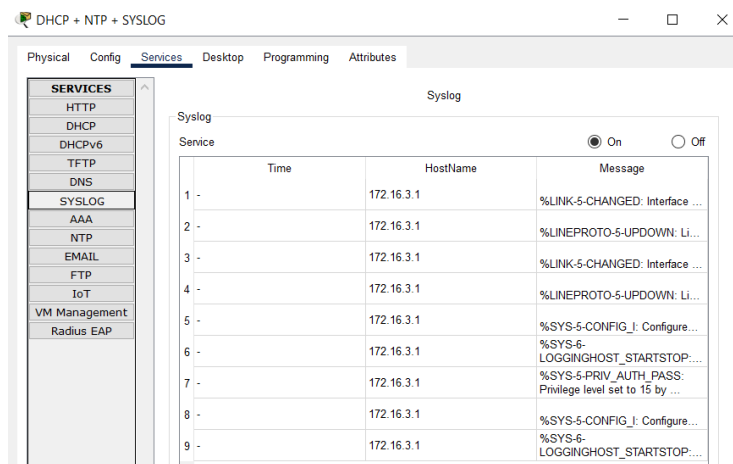 DHCP + NTP + SYSLOG
Physical Config Services Desktop Programming Attributes
SERVICES
HTTP
DHCP
DHCPv6
TFTP
DNS
SYSLOG
AAA
NTP
EMAIL
FTP
IoT
VM Management
Radius EAP
Syslog
Syslog
Service On Off
Time HostName Message
1 - 172.16.3.1 %LINK-5-CHANGED: Interface ...
2 - 172.16.3.1 %LINEPROTO-5-UPDOWN: Li...
3 - 172.16.3.1 %LINK-5-CHANGED: Interface ...
4 - 172.16.3.1 %LINEPROTO-5-UPDOWN: Li...
5 - 172.16.3.1 %SYS-5-CONFIG_I: Configure...
6 - 172.16.3.1 %SYS-6-
LOGGINGHOST_STARTSTOP:...
7 - 172.16.3.1 %SYS-5-PRIV_AUTH_PASS:
Privilege level set to 15 by ...
8 - 172.16.3.1 %SYS-5-CONFIG_I: Configure...
9 - 172.16.3.1 %SYS-6-
LOGGINGHOST_STARTSTOP:...